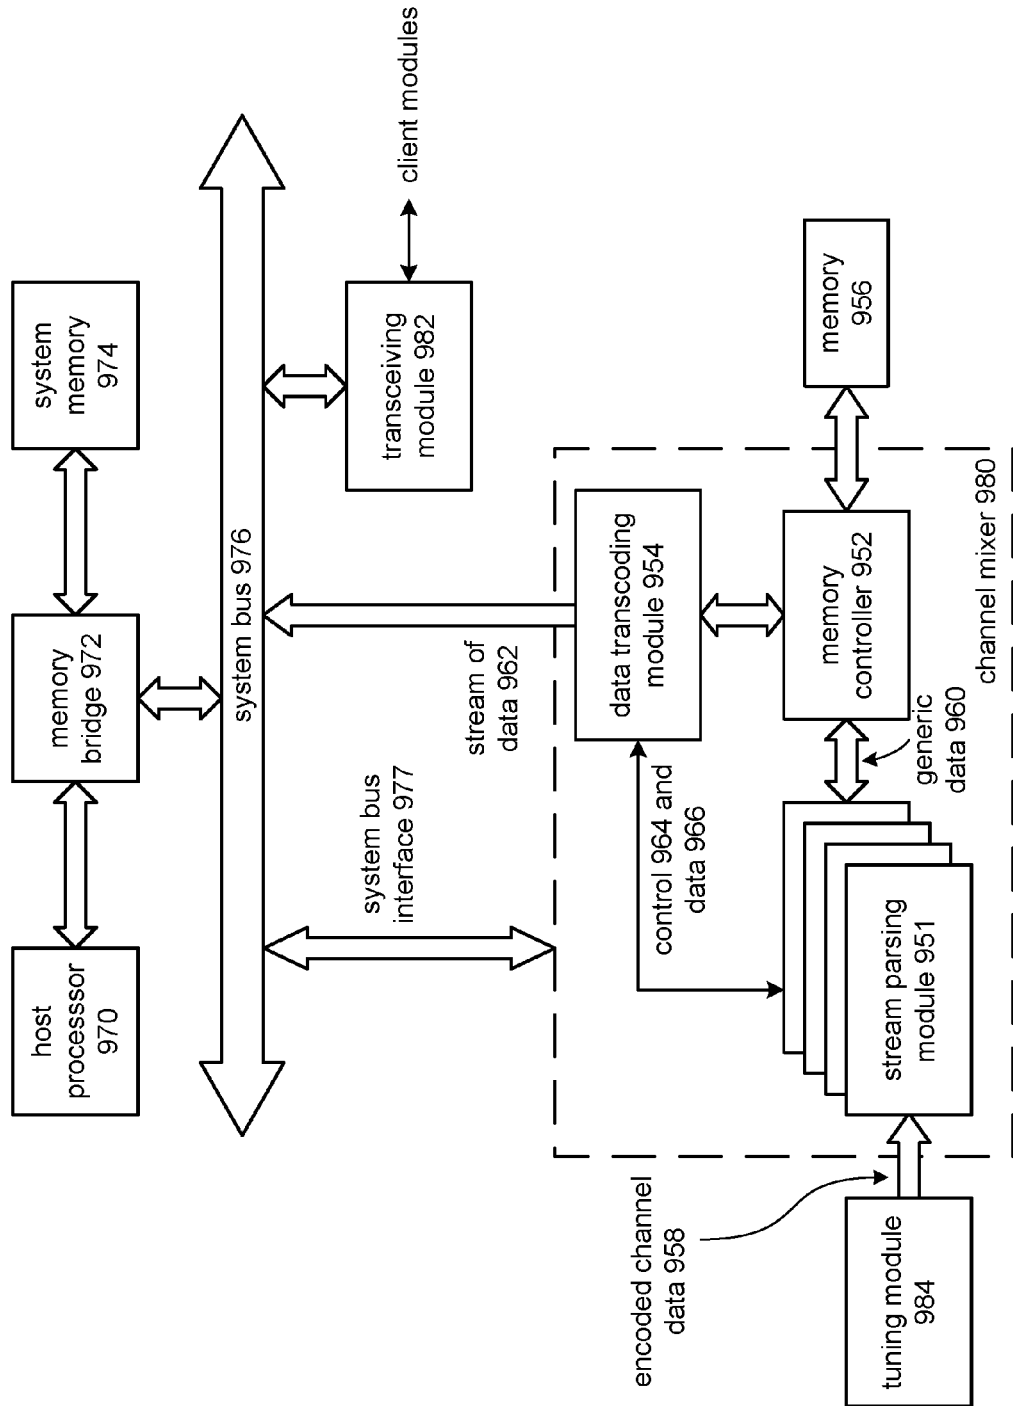 host
processsor
970
memory
bridge 972
system
memory
974
system bus 976
system bus
interface 977
stream of
data 962
transceiving
module 982
client modules
control 964 and
data 966
data transcoding
module 954
encoded channel
data 958
tuning module
984
stream parsing
module 951
generic
data 960
memory
controller 952
memory
956
channel mixer 980